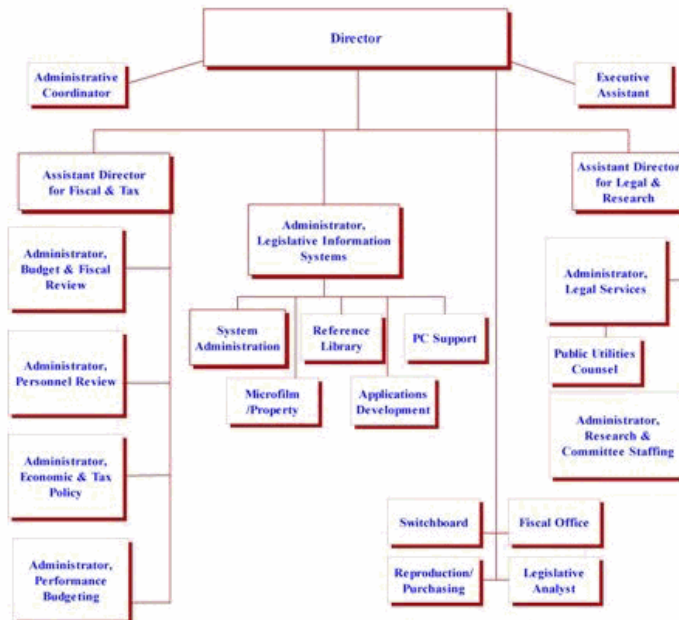 Director
Administrative
Coordinator
Executive
Assistant
Assistant Director
for Fiscal & Tax
Assistant Director
for Legal &
Research
Administrator,
Legislative Information
Systems
Administrator,
Budget & Fiscal
Review
Administrator,
Legal Services
System
Administration
Reference
Library
PC Support
Public Utilities
Counsel
Administrator,
Personnel Review
Microfilm
/Property
Applications
Development
Administrator,
Research &
Committee Staffing
Administrator,
Economic & Tax
Policy
Switchboard
Fiscal Office
Administrator,
Performance
Budgeting
Reproduction/
Purchasing
Legislative
Analyst